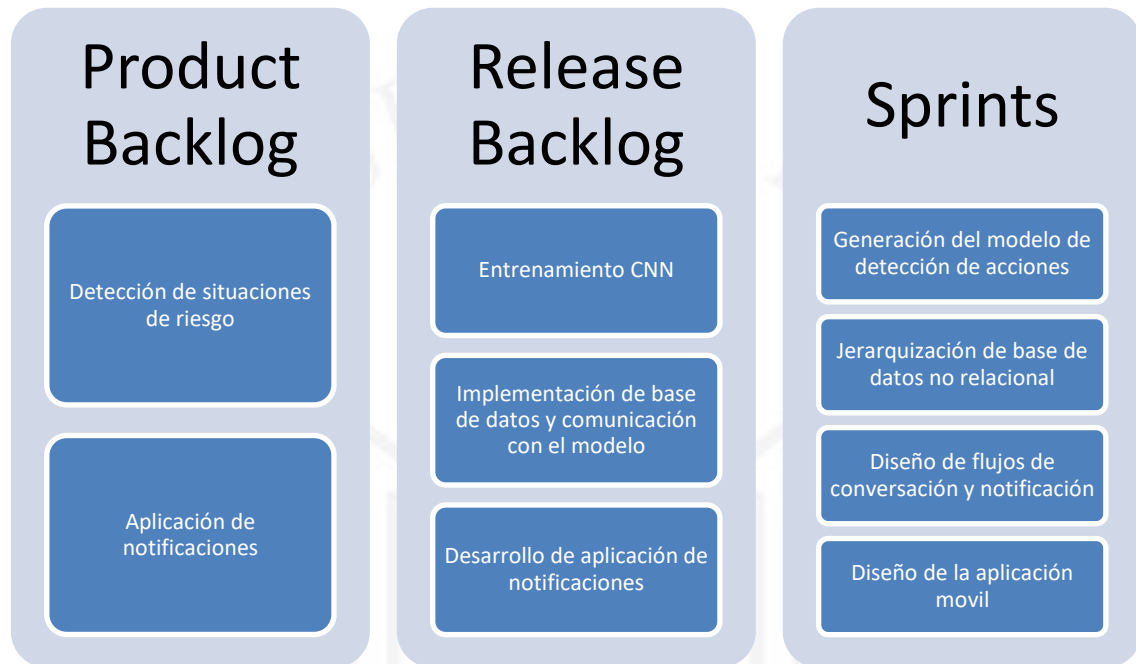 Product
Backlog
Detección de situaciones
de riesgo
Aplicación de
notificaciones
Release
Backlog
Entrenamiento CNN
Implementación de base
de datos y comunicación
con el modelo
Desarrollo de aplicación de
notificaciones
Sprints
Generación del modelo de
detección de acciones
Jerarquización de base de
datos no relacional
Diseño de flujos de
conversación y notificación
Diseño de la aplicación
movil